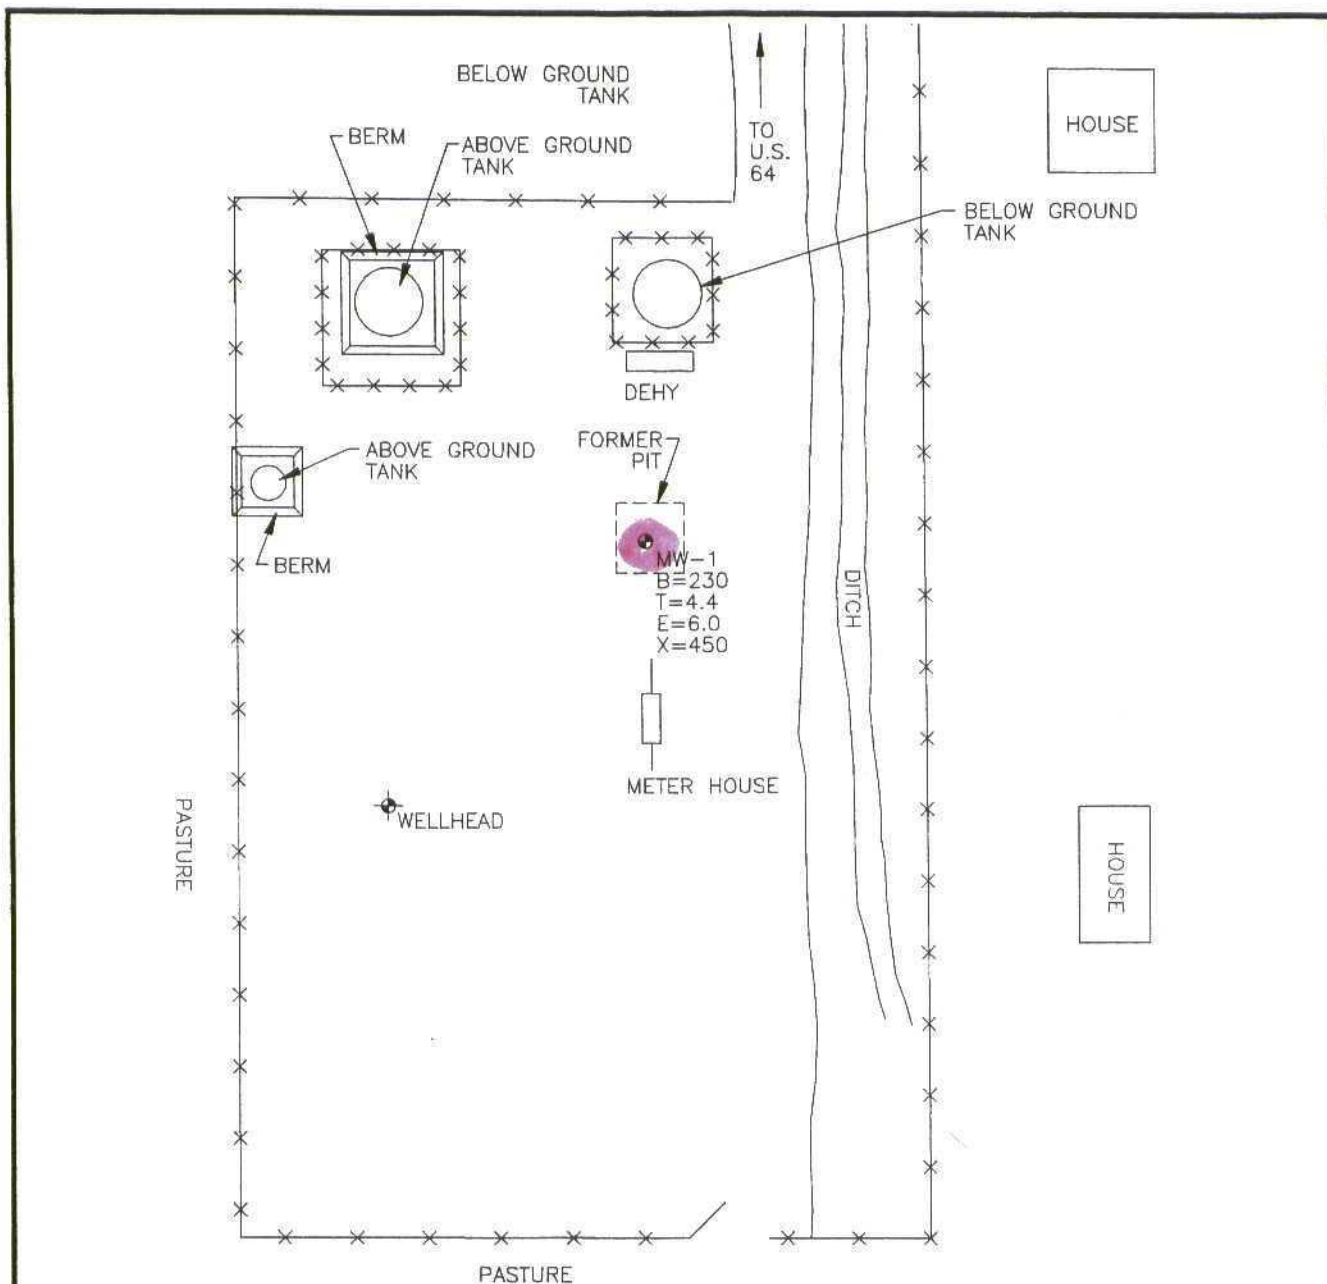 BELOW GROUND
TANK
BERM
ABOVE GROUND
TANK
TO
U.S.
64
HOUSE
BELOW GROUND
TANK
DEHY
FORMER
PIT
ABOVE GROUND
TANK
BERM
MW-1
B=230
T=4.4
E=6.0
X=450
DITCH
METER HOUSE
WELLHEAD
PASTURE
HOUSE
PASTURE